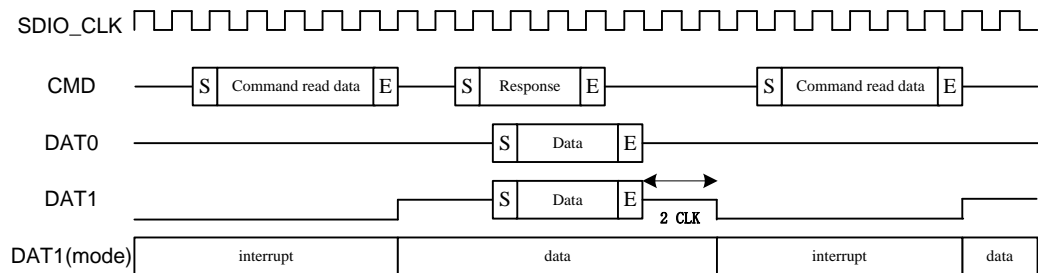 SDIO_CLK
CMD S Command read data E S Response E S Command read data E
DAT0 S Data E
DAT1 S Data E
2 CLK
DAT1(mode) interrupt data interrupt data